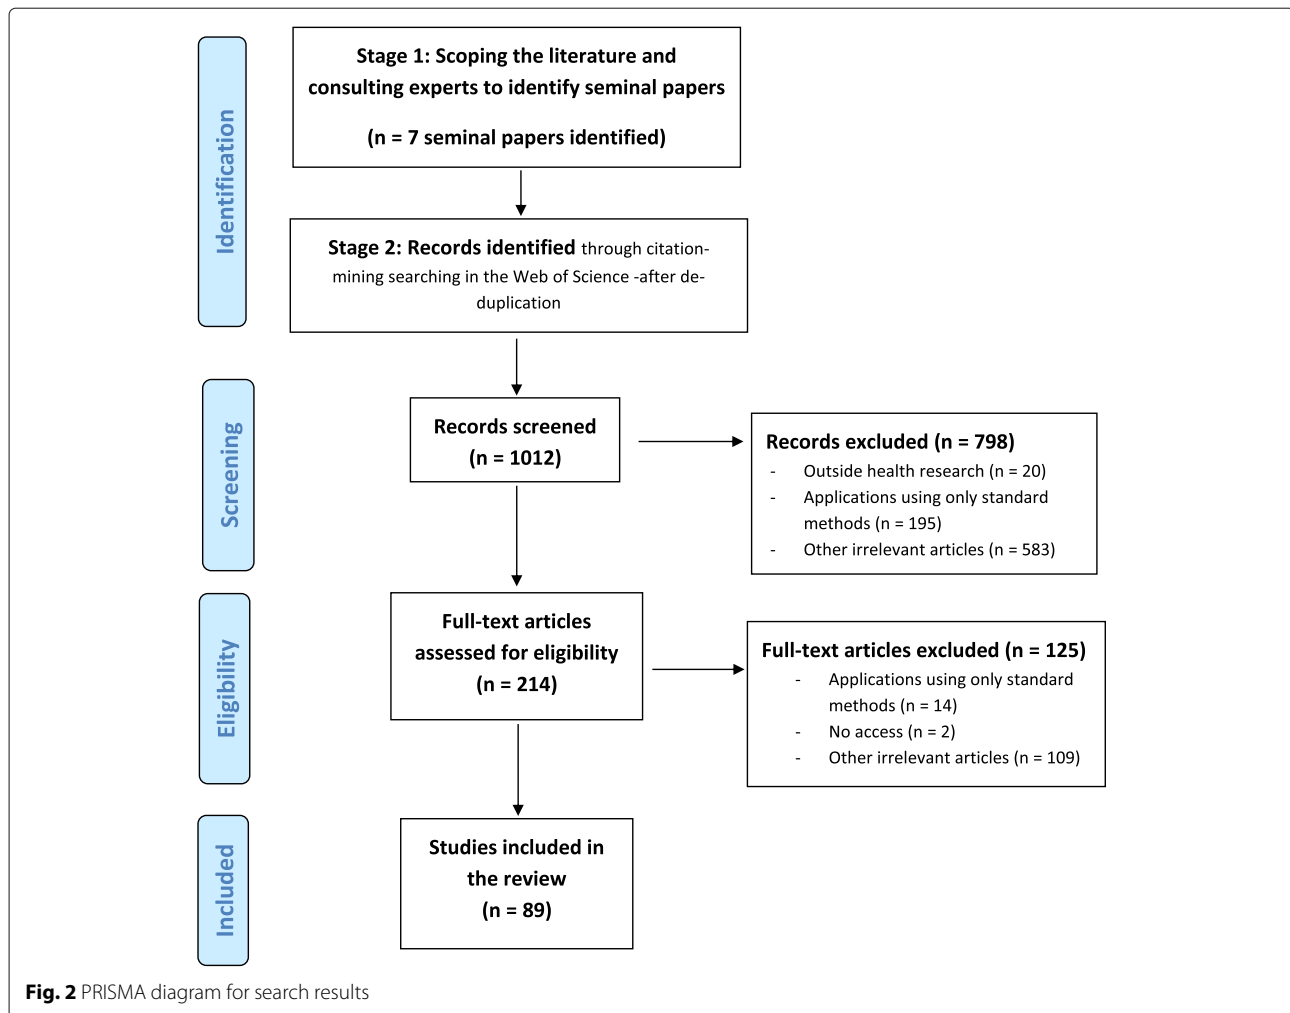 Identification
Stage 1: Scoping the literature and
consulting experts to identify seminal papers
(n = 7 seminal papers identified)
Stage 2: Records identified through citation-
mining searching in the Web of Science -after de-
duplication
Screening
Records screened
(n = 1012)
Records excluded (n = 798)
- Outside health research (n = 20)
- Applications using only standard
methods (n = 195)
- Other irrelevant articles (n = 583)
Eligibility
Full-text articles
assessed for eligibility
(n = 214)
Full-text articles excluded (n = 125)
- Applications using only standard
methods (n = 14)
- No access (n = 2)
- Other irrelevant articles (n = 109)
Included
Studies included in
the review
(n = 89)
Fig. 2 PRISMA diagram for search results